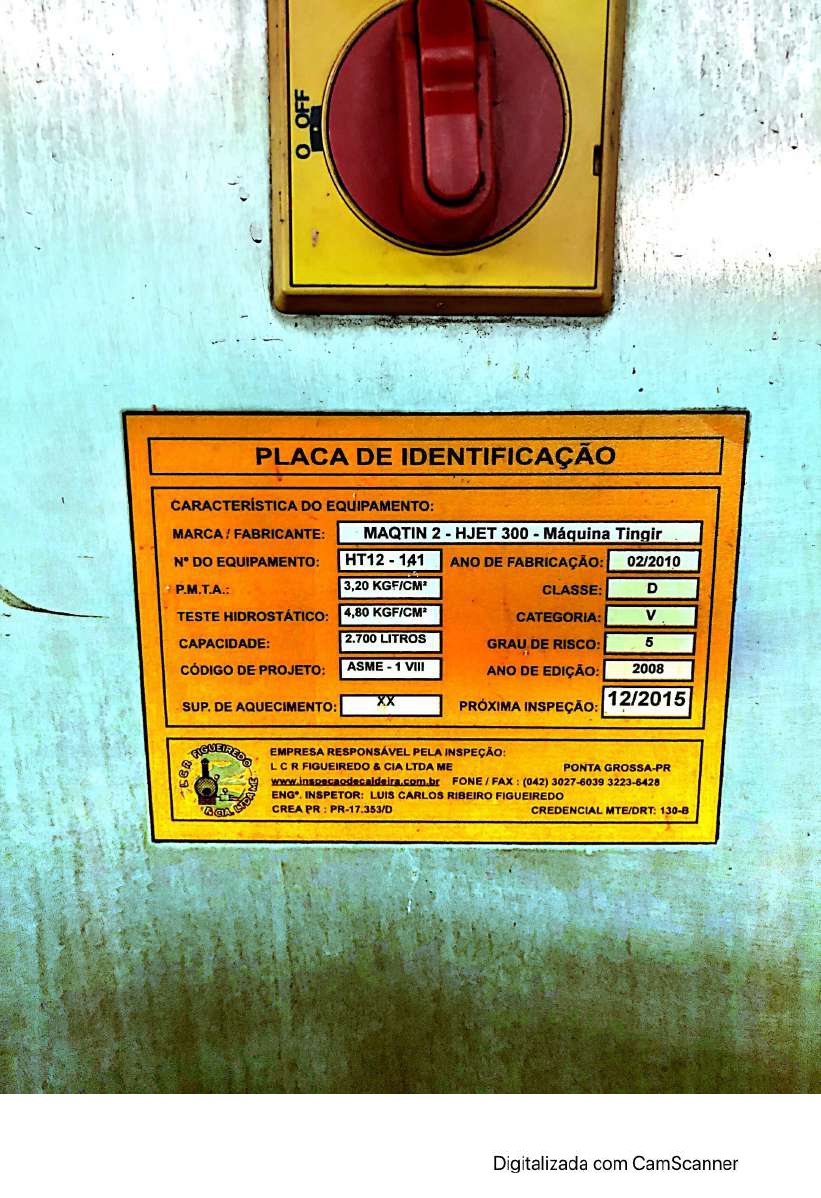 O OFF
PLACA DE IDENTIFICAÇÃO
CARACTERÍSTICA DO EQUIPAMENTO:
MARCA / FABRICANTE: MAQTIN 2 - HJET 300 - Máquina Tingir
Nº DO EQUIPAMENTO: HT12 - 141 ANO DE FABRICAÇÃO: 02/2010
P.M.T.A.: 3,20 KGF/CM² CLASSE: D
TESTE HIDROSTÁTICO: 4,80 KGF/CM² CATEGORIA: V
CAPACIDADE: 2.700 LITROS GRAU DE RISCO: 5
CÓDIGO DE PROJETO: ASME - 1 VIII ANO DE EDIÇÃO: 2008
SUP. DE AQUECIMENTO: XX PRÓXIMA INSPEÇÃO: 12/2015
L C R FIGUEIREDO & CIA. LTDA ME
EMPRESA RESPONSÁVEL PELA INSPEÇÃO:
L C R FIGUEIREDO & CIA LTDA ME PONTA GROSSA-PR
www.inspecaodecaldeira.com.br FONE / FAX : (042) 3027-6039 3223-6428
ENGº. INSPETOR: LUIS CARLOS RIBEIRO FIGUEIREDO
CREA PR : PR-17.353/D CREDENCIAL MTE/DRT: 130-B
Digitalizada com CamScanner